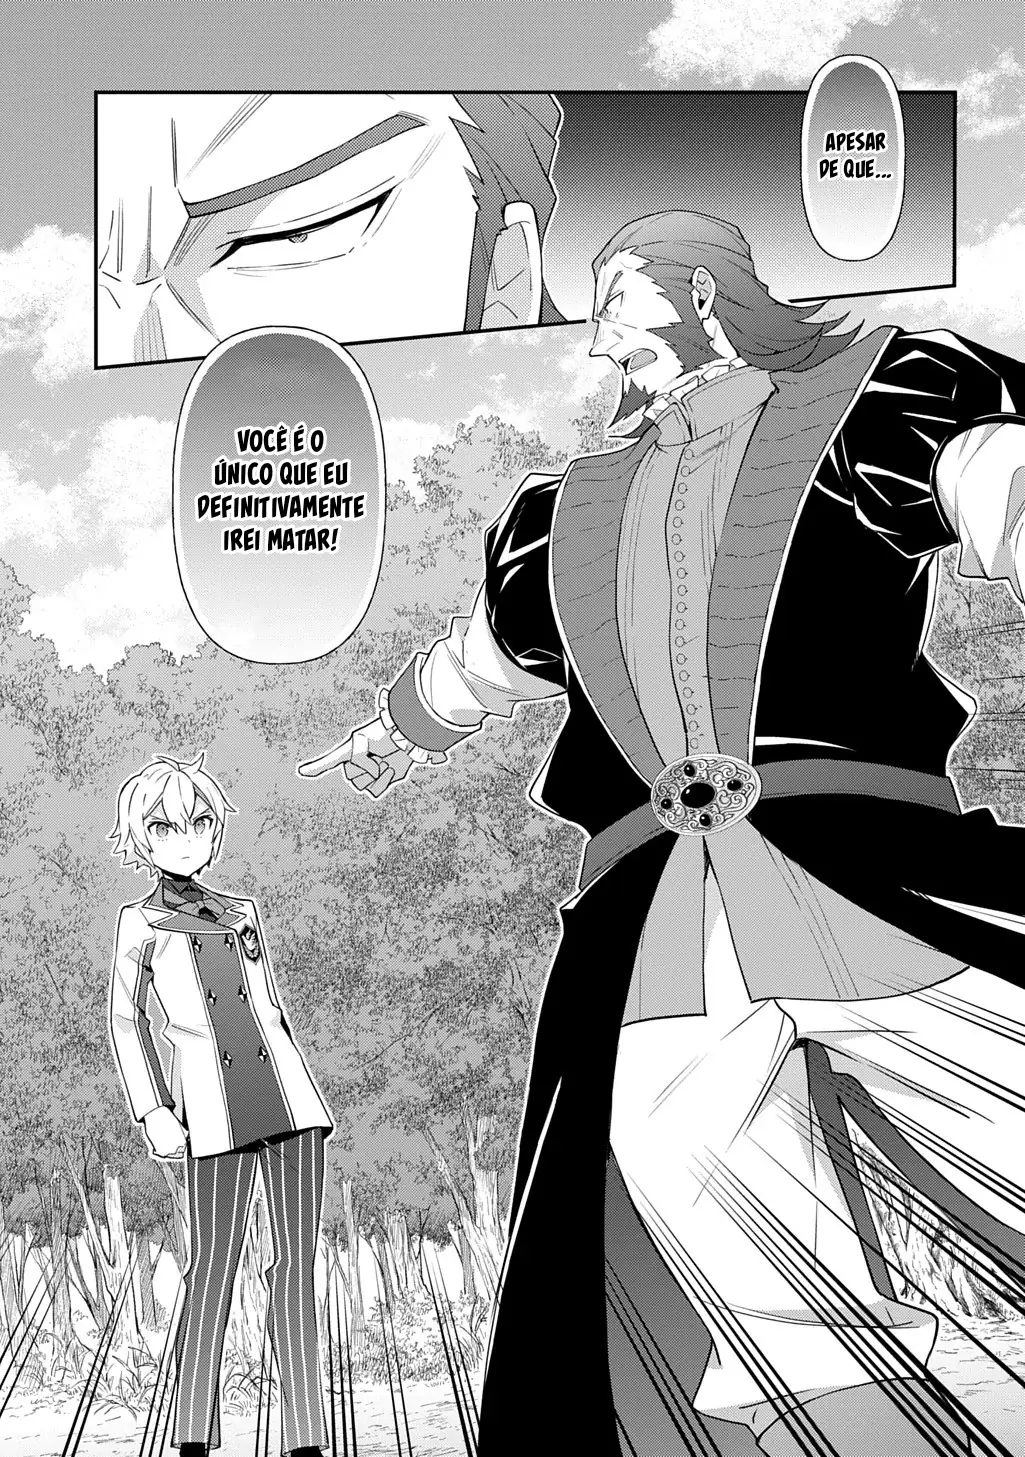 APESAR
DE QUE...
VOCÊ É O
ÚNICO QUE EU
DEFINITIVAMENTE
IREI MATAR!